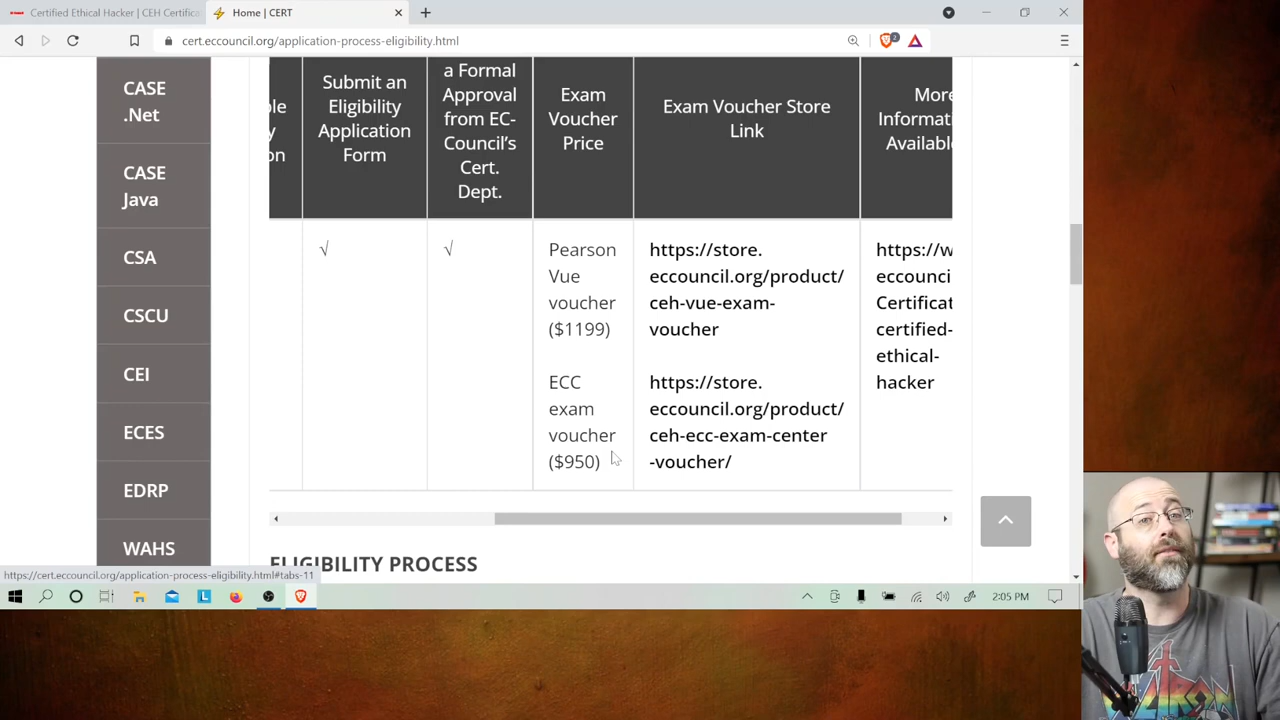 Certified Ethical Hacker | CEH Certifica
Home | CERT
cert.eccouncil.org/application-process-eligibility.html
2
CASE
.Net
CASE
Java
CSA
CSCU
CEI
ECES
EDRP
WAHS
Submit an
Eligibility
Application
Form
a Formal
Approval
from EC-
Council's
Cert.
Dept.
Exam
Voucher
Price
Exam Voucher Store
Link
More
Informati
Available
√
√
Pearson
Vue
voucher
($1199)
ECC
exam
voucher
($950)
https://store.
eccouncil.org/product/
ceh-vue-exam-
voucher
https://store.
eccouncil.org/product/
ceh-ecc-exam-center
-voucher/
https://w
eccounci
Certificat
certified-
ethical-
hacker
ELIGIBILITY PROCESS
https://cert.eccouncil.org/application-process-eligibility.html#tabs-11
2:05 PM